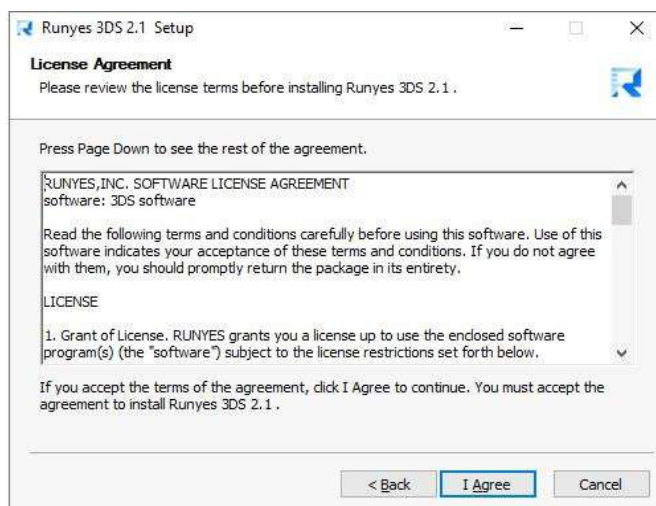 Runyes 3DS 2.1 Setup
License Agreement
Please review the license terms before installing Runyes 3DS 2.1 .
Press Page Down to see the rest of the agreement.
RUNYES,INC. SOFTWARE LICENSE AGREEMENT
software: 3DS software
Read the following terms and conditions carefully before using this software. Use of this
software indicates your acceptance of these terms and conditions. If you do not agree
with them, you should promptly return the package in its entirety.
LICENSE
1. Grant of License. RUNYES grants you a license up to use the enclosed software
program(s) (the "software") subject to the license restrictions set forth below.
If you accept the terms of the agreement, click I Agree to continue. You must accept the
agreement to install Runyes 3DS 2.1 .
< Back I Agree Cancel